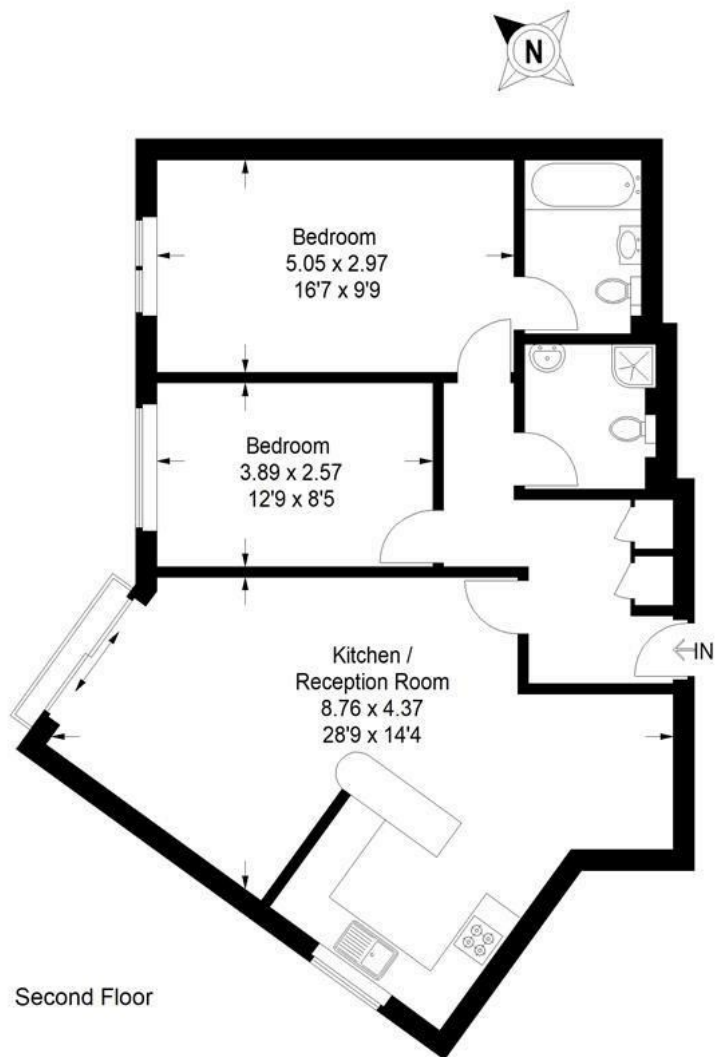 N
Bedroom
5.05 x 2.97
16'7 x 9'9
Bedroom
3.89 x 2.57
12'9 x 8'5
IN
Kitchen /
Reception Room
8.76 x 4.37
28'9 x 14'4
Second Floor